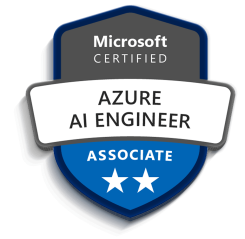 Microsoft
CERTIFIED
AZURE
AI ENGINEER
ASSOCIATE